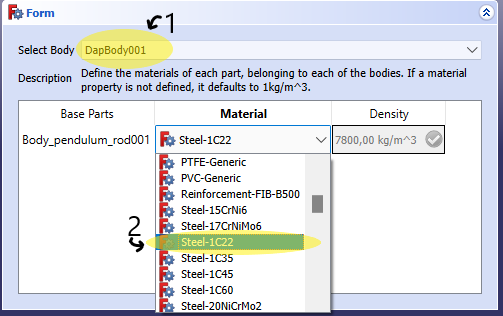 Form
1
Select Body DapBody001
Description Define the materials of each part, belonging to each of the bodies. If a material
property is not defined, it defaults to 1kg/m^3.
Base Parts Material Density
Body_pendulum_rod001 Steel-1C22 7800,00 kg/m^3
PTFE-Generic
PVC-Generic
Reinforcement-FIB-B500
Steel-15CrNi6
Steel-17CrNiMo6
2 Steel-1C22
Steel-1C35
Steel-1C45
Steel-1C60
Steel-20NiCrMo2